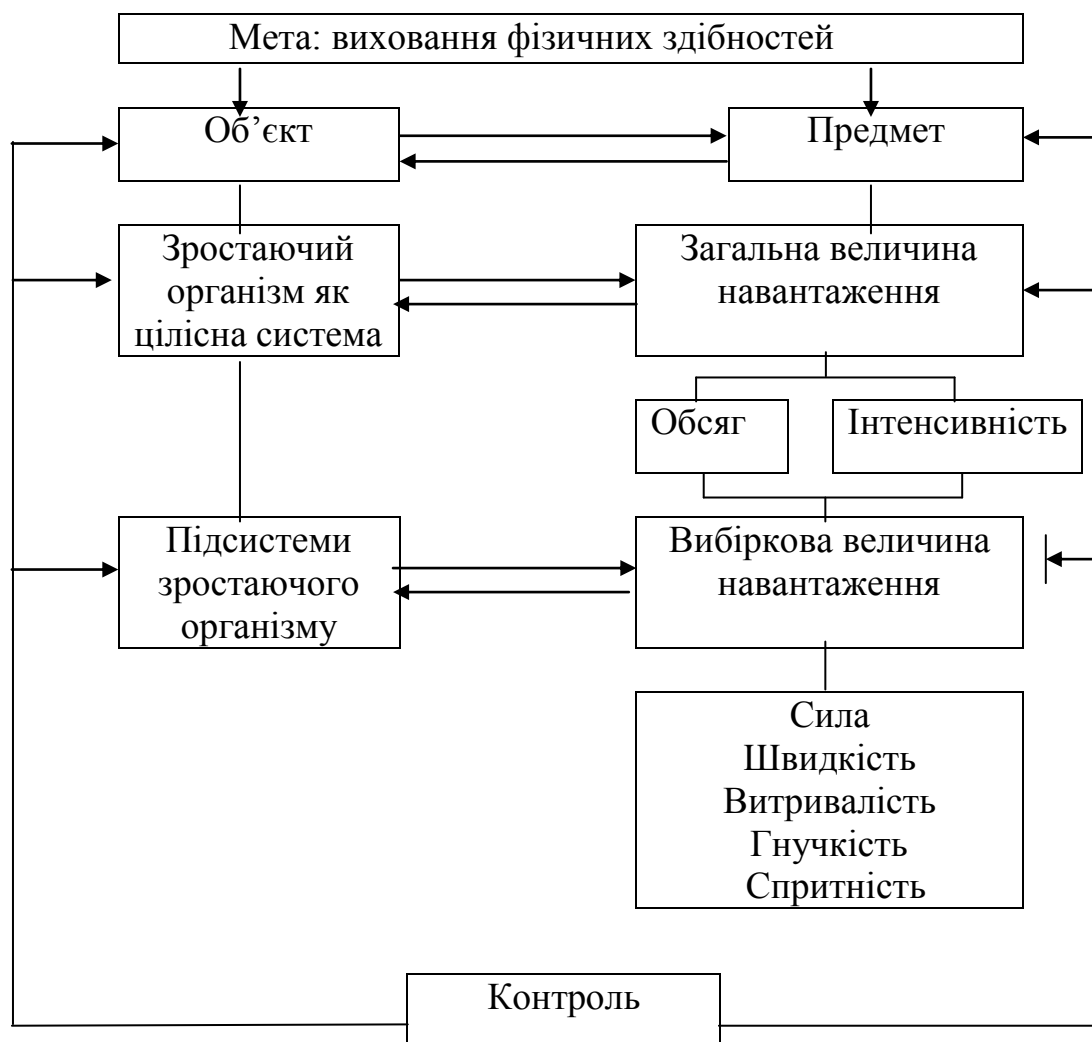 Мета: виховання фізичних здібностей
Об’єкт
Предмет
Зростаючий
організм як
цілісна система
Загальна величина
навантаження
Обсяг
Інтенсивність
Підсистеми
зростаючого
організму
Вибіркова величина
навантаження
Сила
Швидкість
Витривалість
Гнучкість
Спритність
Контроль